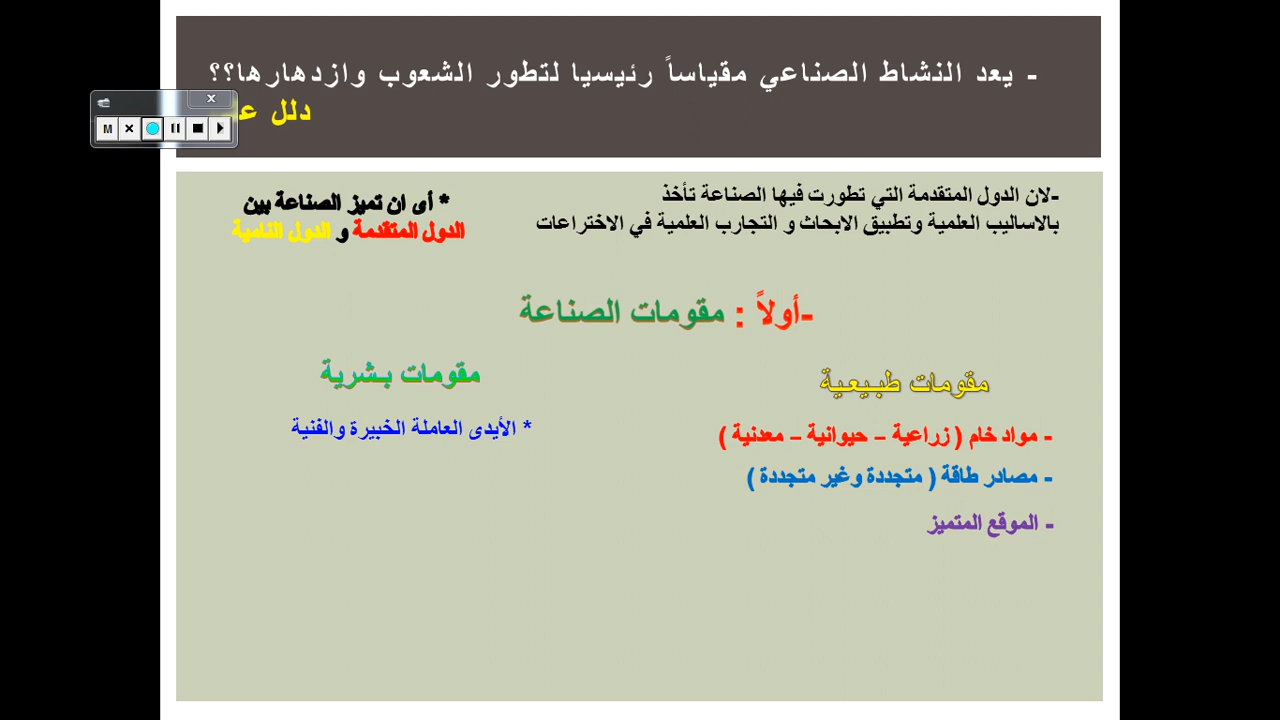 - يعد النشاط الصناعي مقياساً رئيسيا لتطور الشعوب وازدهارها؟؟
دلل
-لان الدول المتقدمة التي تطورت فيها الصناعة تأخذ
بالاساليب العلمية وتطبيق الابحاث و التجارب العلمية في الاختراعات
* أى ان تميز الصناعة بين
الدول المتقدمة و الدول النامية
-أولاً : مقومات الصناعة
مقومات طبيعية
- مواد خام ( زراعية – حيوانية – معدنية )
- مصادر طاقة ( متجددة وغير متجددة )
- الموقع المتميز
مقومات بشرية
* الأيدى العاملة الخبيرة والفنية
M